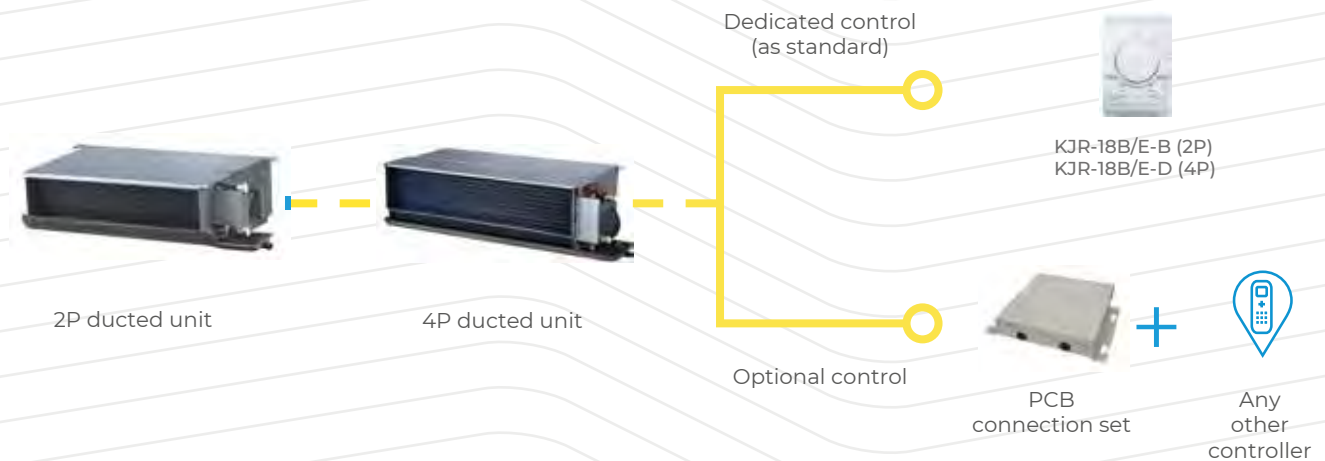 Dedicated control
(as standard)
KJR-18B/E-B (2P)
KJR-18B/E-D (4P)
2P ducted unit
4P ducted unit
Optional control
PCB
connection set
Any
other
controller